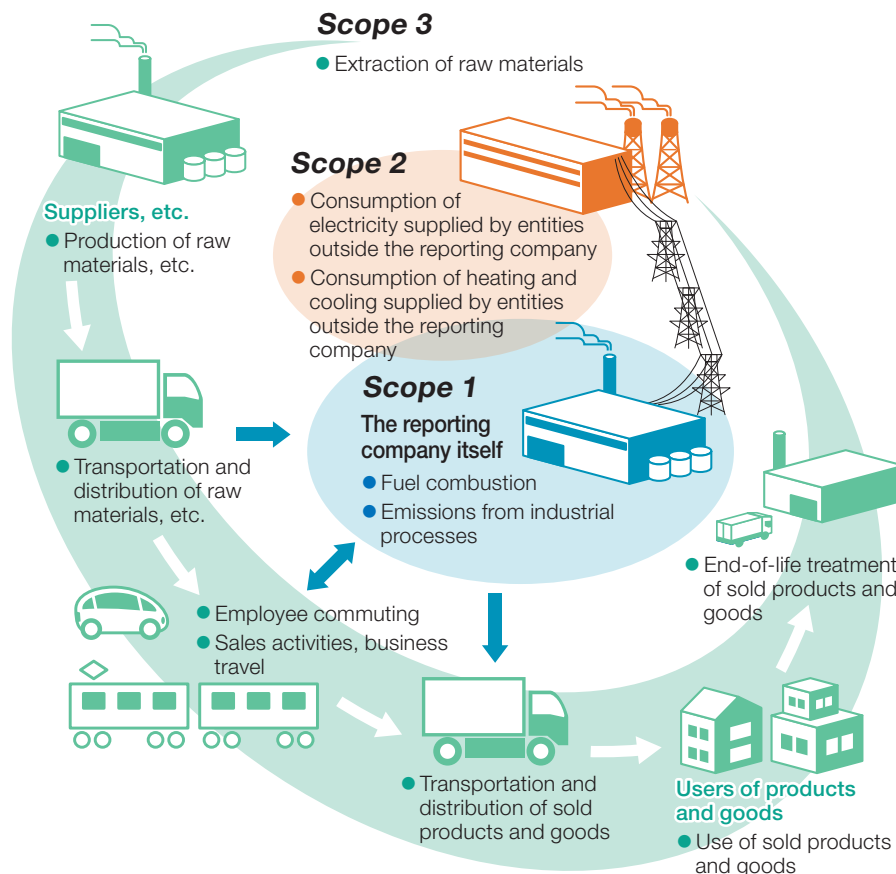 Scope 3
● Extraction of raw materials
Scope 2
● Consumption of
electricity supplied by entities
outside the reporting company
● Consumption of heating and
cooling supplied by entities
outside the reporting
company
Suppliers, etc.
● Production of raw
materials, etc.
Scope 1
The reporting
company itself
● Fuel combustion
● Emissions from industrial
processes
● Transportation and
distribution of raw
materials, etc.
● Employee commuting
● Sales activities, business
travel
● Transportation and
distribution of sold
products and goods
Users of products
and goods
● Use of sold products
and goods
● End-of-life treatment
of sold products and
goods